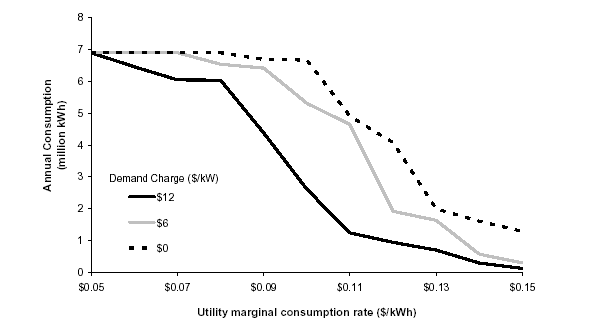 8
7
6
5
4
3
2
1
0
Annual Consumption
(million kWh)
Demand Charge ($/kW)
$12
$6
$0
$0.05 $0.07 $0.09 $0.11 $0.13 $0.15
Utility marginal consumption rate ($/kWh)